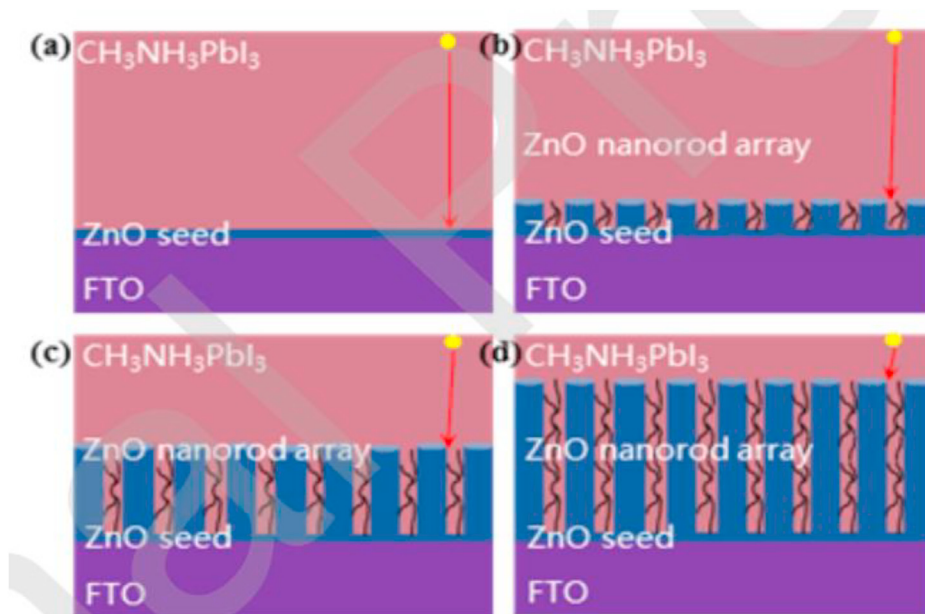 (a)
CH₃NH₃PbI₃
ZnO seed
FTO
(b)
CH₃NH₃PbI₃
ZnO nanorod array
ZnO seed
FTO
(c)
CH₃NH₃PbI₃
ZnO nanorod array
ZnO seed
FTO
(d)
CH₃NH₃PbI₃
ZnO nanorod array
ZnO seed
FTO